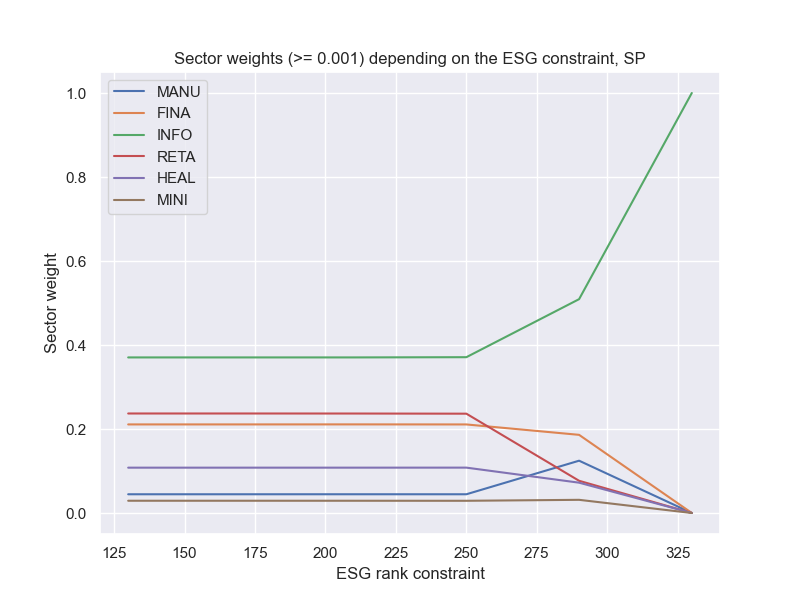 Sector weights (>= 0.001) depending on the ESG constraint, SP
MANU
FINA
INFO
RETA
HEAL
MINI
Sector weight
1.0
0.8
0.6
0.4
0.2
0.0
125 150 175 200 225 250 275 300 325
ESG rank constraint